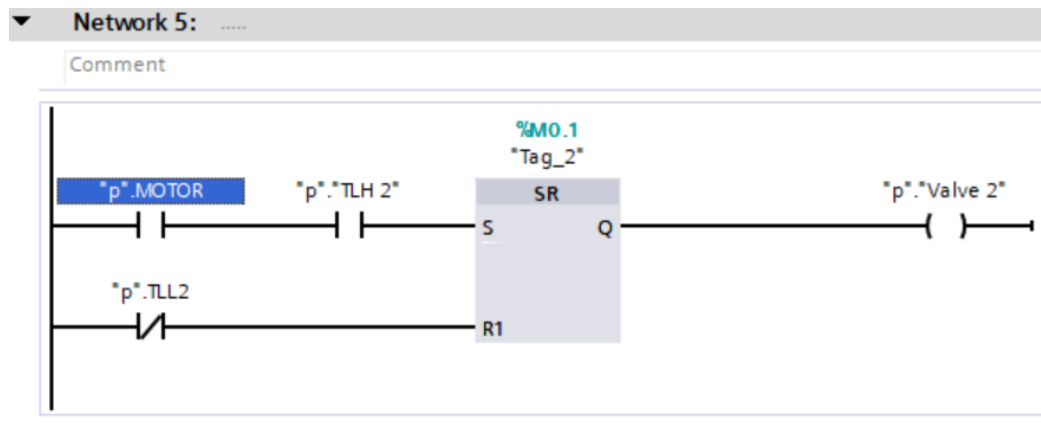 Network 5: .....
Comment
%M0.1
"Tag_2"
"p".MOTOR "p"."TLH 2" SR "p"."Valve 2"
S Q
"p".TLL2
R1